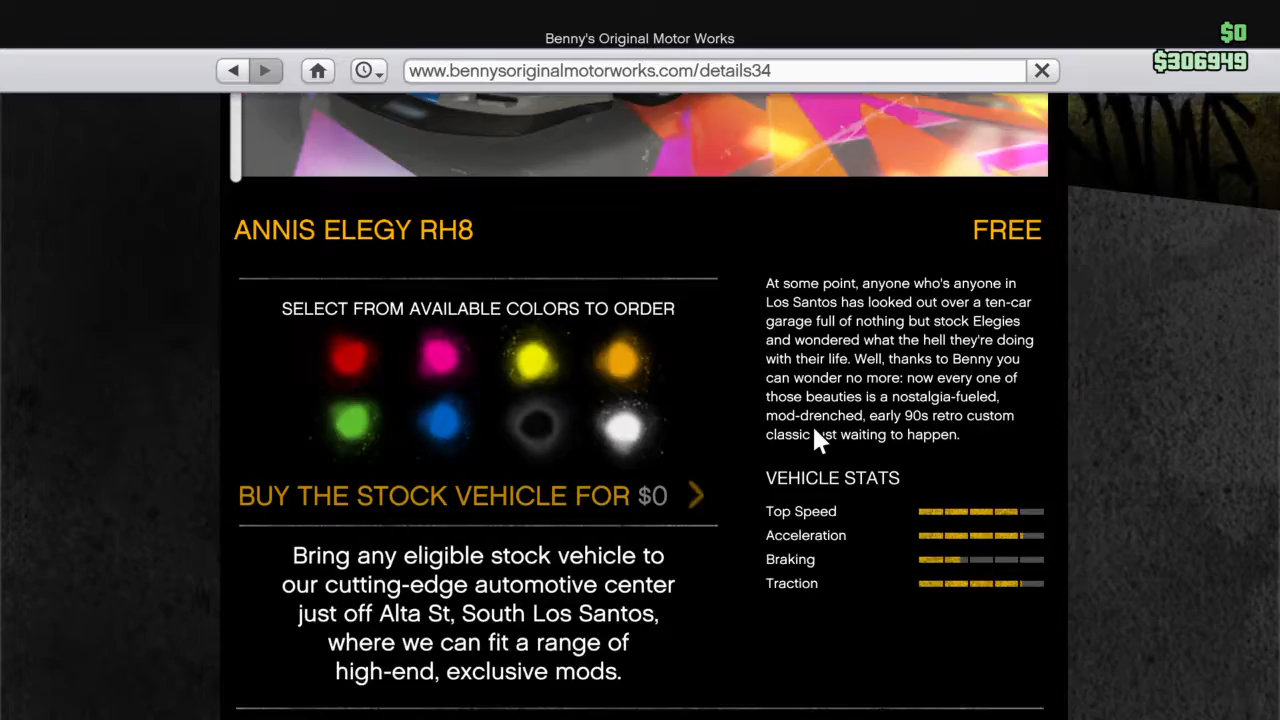 Benny's Original Motor Works
$0
$306949
www.bennysoriginalmotorworks.com/details34
ANNIS ELEGY RH8
FREE
SELECT FROM AVAILABLE COLORS TO ORDER
BUY THE STOCK VEHICLE FOR $0
Bring any eligible stock vehicle to
our cutting-edge automotive center
just off Alta St, South Los Santos,
where we can fit a range of
high-end, exclusive mods.
At some point, anyone who's anyone in
Los Santos has looked out over a ten-car
garage full of nothing but stock Elegies
and wondered what the hell they're doing
with their life. Well, thanks to Benny you
can wonder no more: now every one of
those beauties is a nostalgia-fueled,
mod-drenched, early 90s retro custom
classic just waiting to happen.
VEHICLE STATS
Top Speed
Acceleration
Braking
Traction